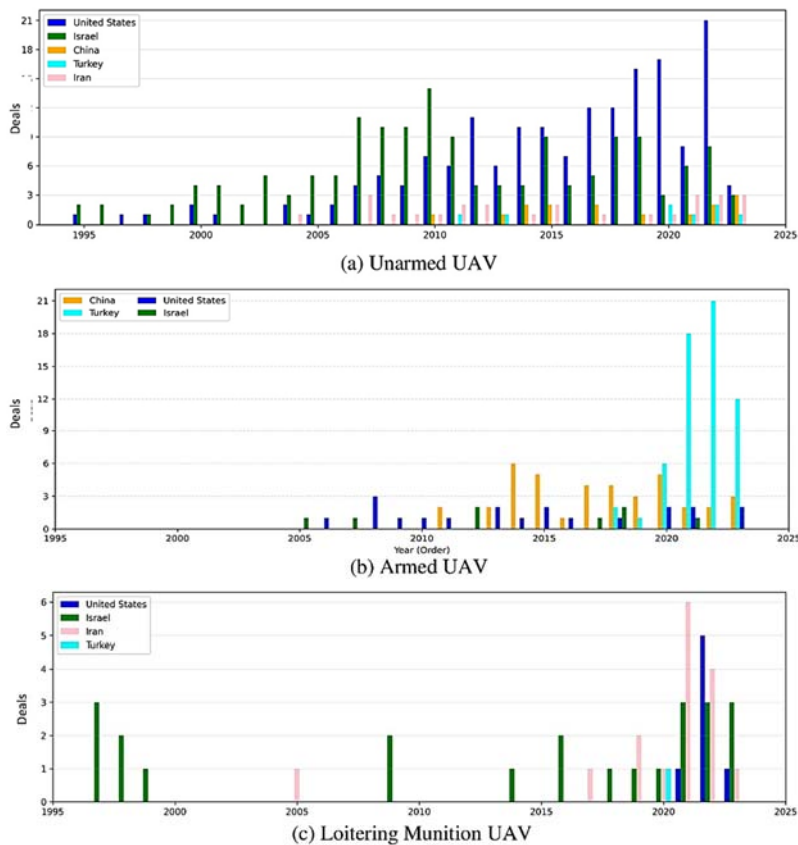 21
18
6
3
0
Deals
United States
Israel
China
Turkey
Iran
1995 2000 2005 2010 2015 2020 2025
(a) Unarmed UAV
21
18
12
9
6
3
0
Deals
China United States
Turkey Israel
1995 2000 2005 2010 2015 2020 2025
Year (Order)
(b) Armed UAV
6
5
4
3
2
1
0
Deals
United States
Israel
Iran
Turkey
1995 2000 2005 2010 2015 2020 2025
(c) Loitering Munition UAV